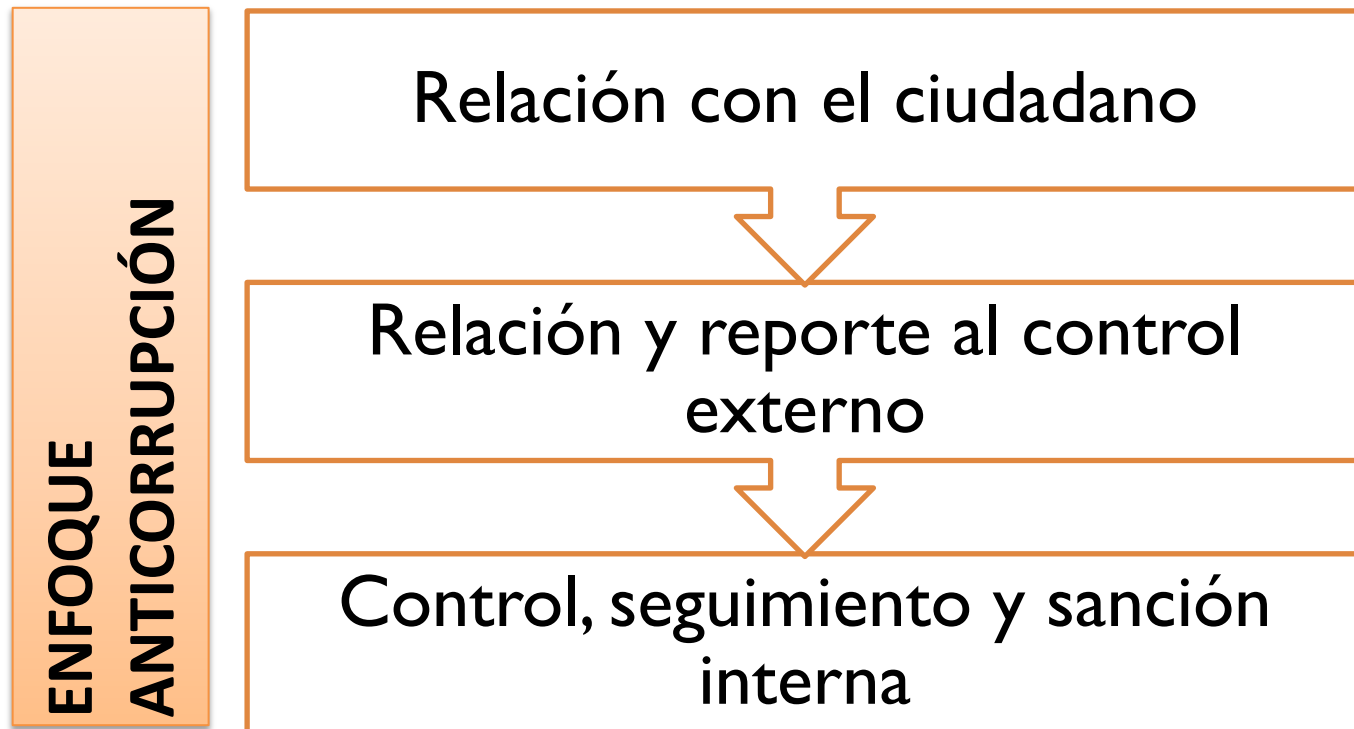 ENFOQUE
ANTICORRUPCIÓN
Relación con el ciudadano
Relación y reporte al control
externo
Control, seguimiento y sanción
interna